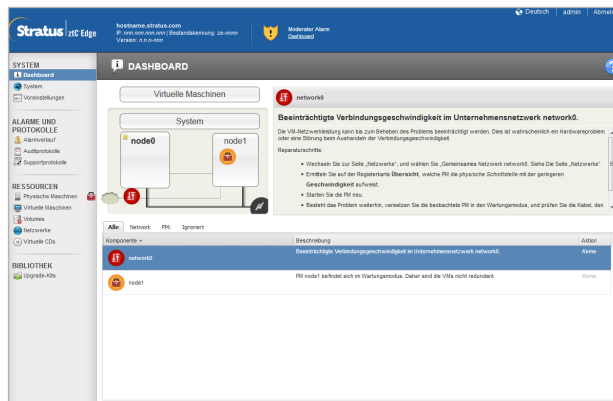 Deutsch | admin | Abmel
Stratus ztC Edge
hostname.stratus.com
IP: nnn.nnn.nnn.nnn | Bestandskennung: ze-nnnn
Version: n.n.n-nnn
Moderater Alarm
Dashboard
SYSTEM
Dashboard
System
Voreinstellungen
ALARME UND
PROTOKOLLE
Alarmverlauf
Auditprotokolle
Supportprotokolle
RESSOURCEN
Physische Maschinen
Virtuelle Maschinen
Volumes
Netzwerke
Virtuelle CDs
BIBLIOTHEK
Upgrade-Kits
DASHBOARD
Virtuelle Maschinen
System
node0
node1
network0
Beeinträchtigte Verbindungsgeschwindigkeit im Unternehmensnetzwerk network0.
Die VM-Netzwerkleistung kann bis zum Beheben des Problems beeinträchtigt werden. Dies ist wahrscheinlich ein Hardwareproblem
oder eine Störung beim Aushandeln der Verbindungsgeschwindigkeit.
Reparaturschritte:
• Wechseln Sie zur Seite „Netzwerke“, und wählen Sie „Gemeinsames Netzwerk network0. Siehe Die Seite „Netzwerke“
• Ermitteln Sie auf der Registerkarte Übersicht, welche PM die physische Schnittstelle mit der geringeren
Geschwindigkeit aufweist.
• Starten Sie die PM neu.
• Besteht das Problem weiterhin, versetzen Sie die beobachtete PM in den Wartungsmodus, und prüfen Sie die Kabel, den
Alle Network PM: Ignoriert
Komponente Beschreibung Aktion
network0 Beeinträchtigte Verbindungsgeschwindigkeit im Unternehmensnetzwerk network0. Keine
node1 PM node1 befindet sich im Wartungsmodus. Daher sind die VMs nicht redundant. Keine